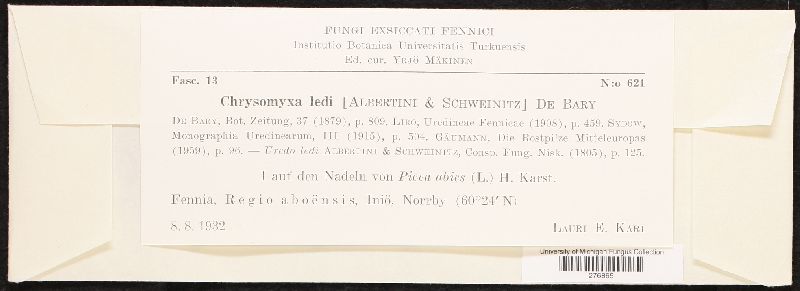 FUNGI EXSICCATI FENNICI
Institutio Botanica Universitatis Turkuensis
Ed. cur. YRJÖ MÄKINEN
Fasc. 13 N:o 621
Chrysomyxa ledi [ALBERTINI & SCHWEINITZ] DE BARY
DE BARY, Bot. Zeitung, 37 (1879), p. 809. LIRO, Uredineae Fennicae (1908), p. 459. SYDOW,
Monographia Uredinearum, III (1915), p. 504. GÄUMANN, Die Rostpilze Mitteleuropas
(1959), p. 96. — Uredo ledi ALBERTINI & SCHWEINITZ, Consp. Fung. Nisk. (1805), p. 125.
I auf den Nadeln von Picea abies (L.) H. Karst.
Fennia, Regio aboënsis, Iniö, Norrby (60°24′N)
8. 8. 1932 LAURI E. KARI
University of Michigan Fungus Collection
276865